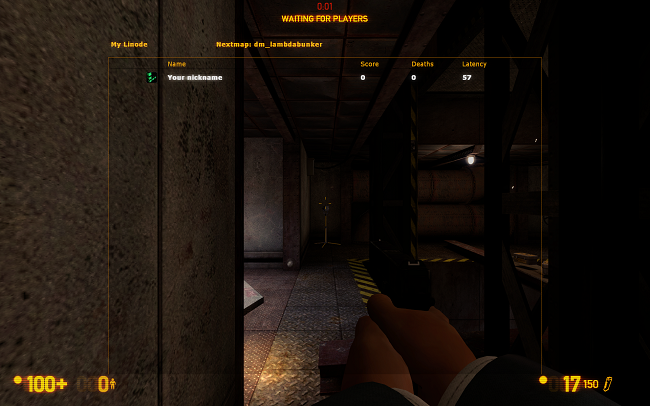 0:01
WAITING FOR PLAYERS
My Linode Nextmap: dm_lambdabunker
Name Score Deaths Latency
Your nickname 0 0 57
100+ 0 17 150